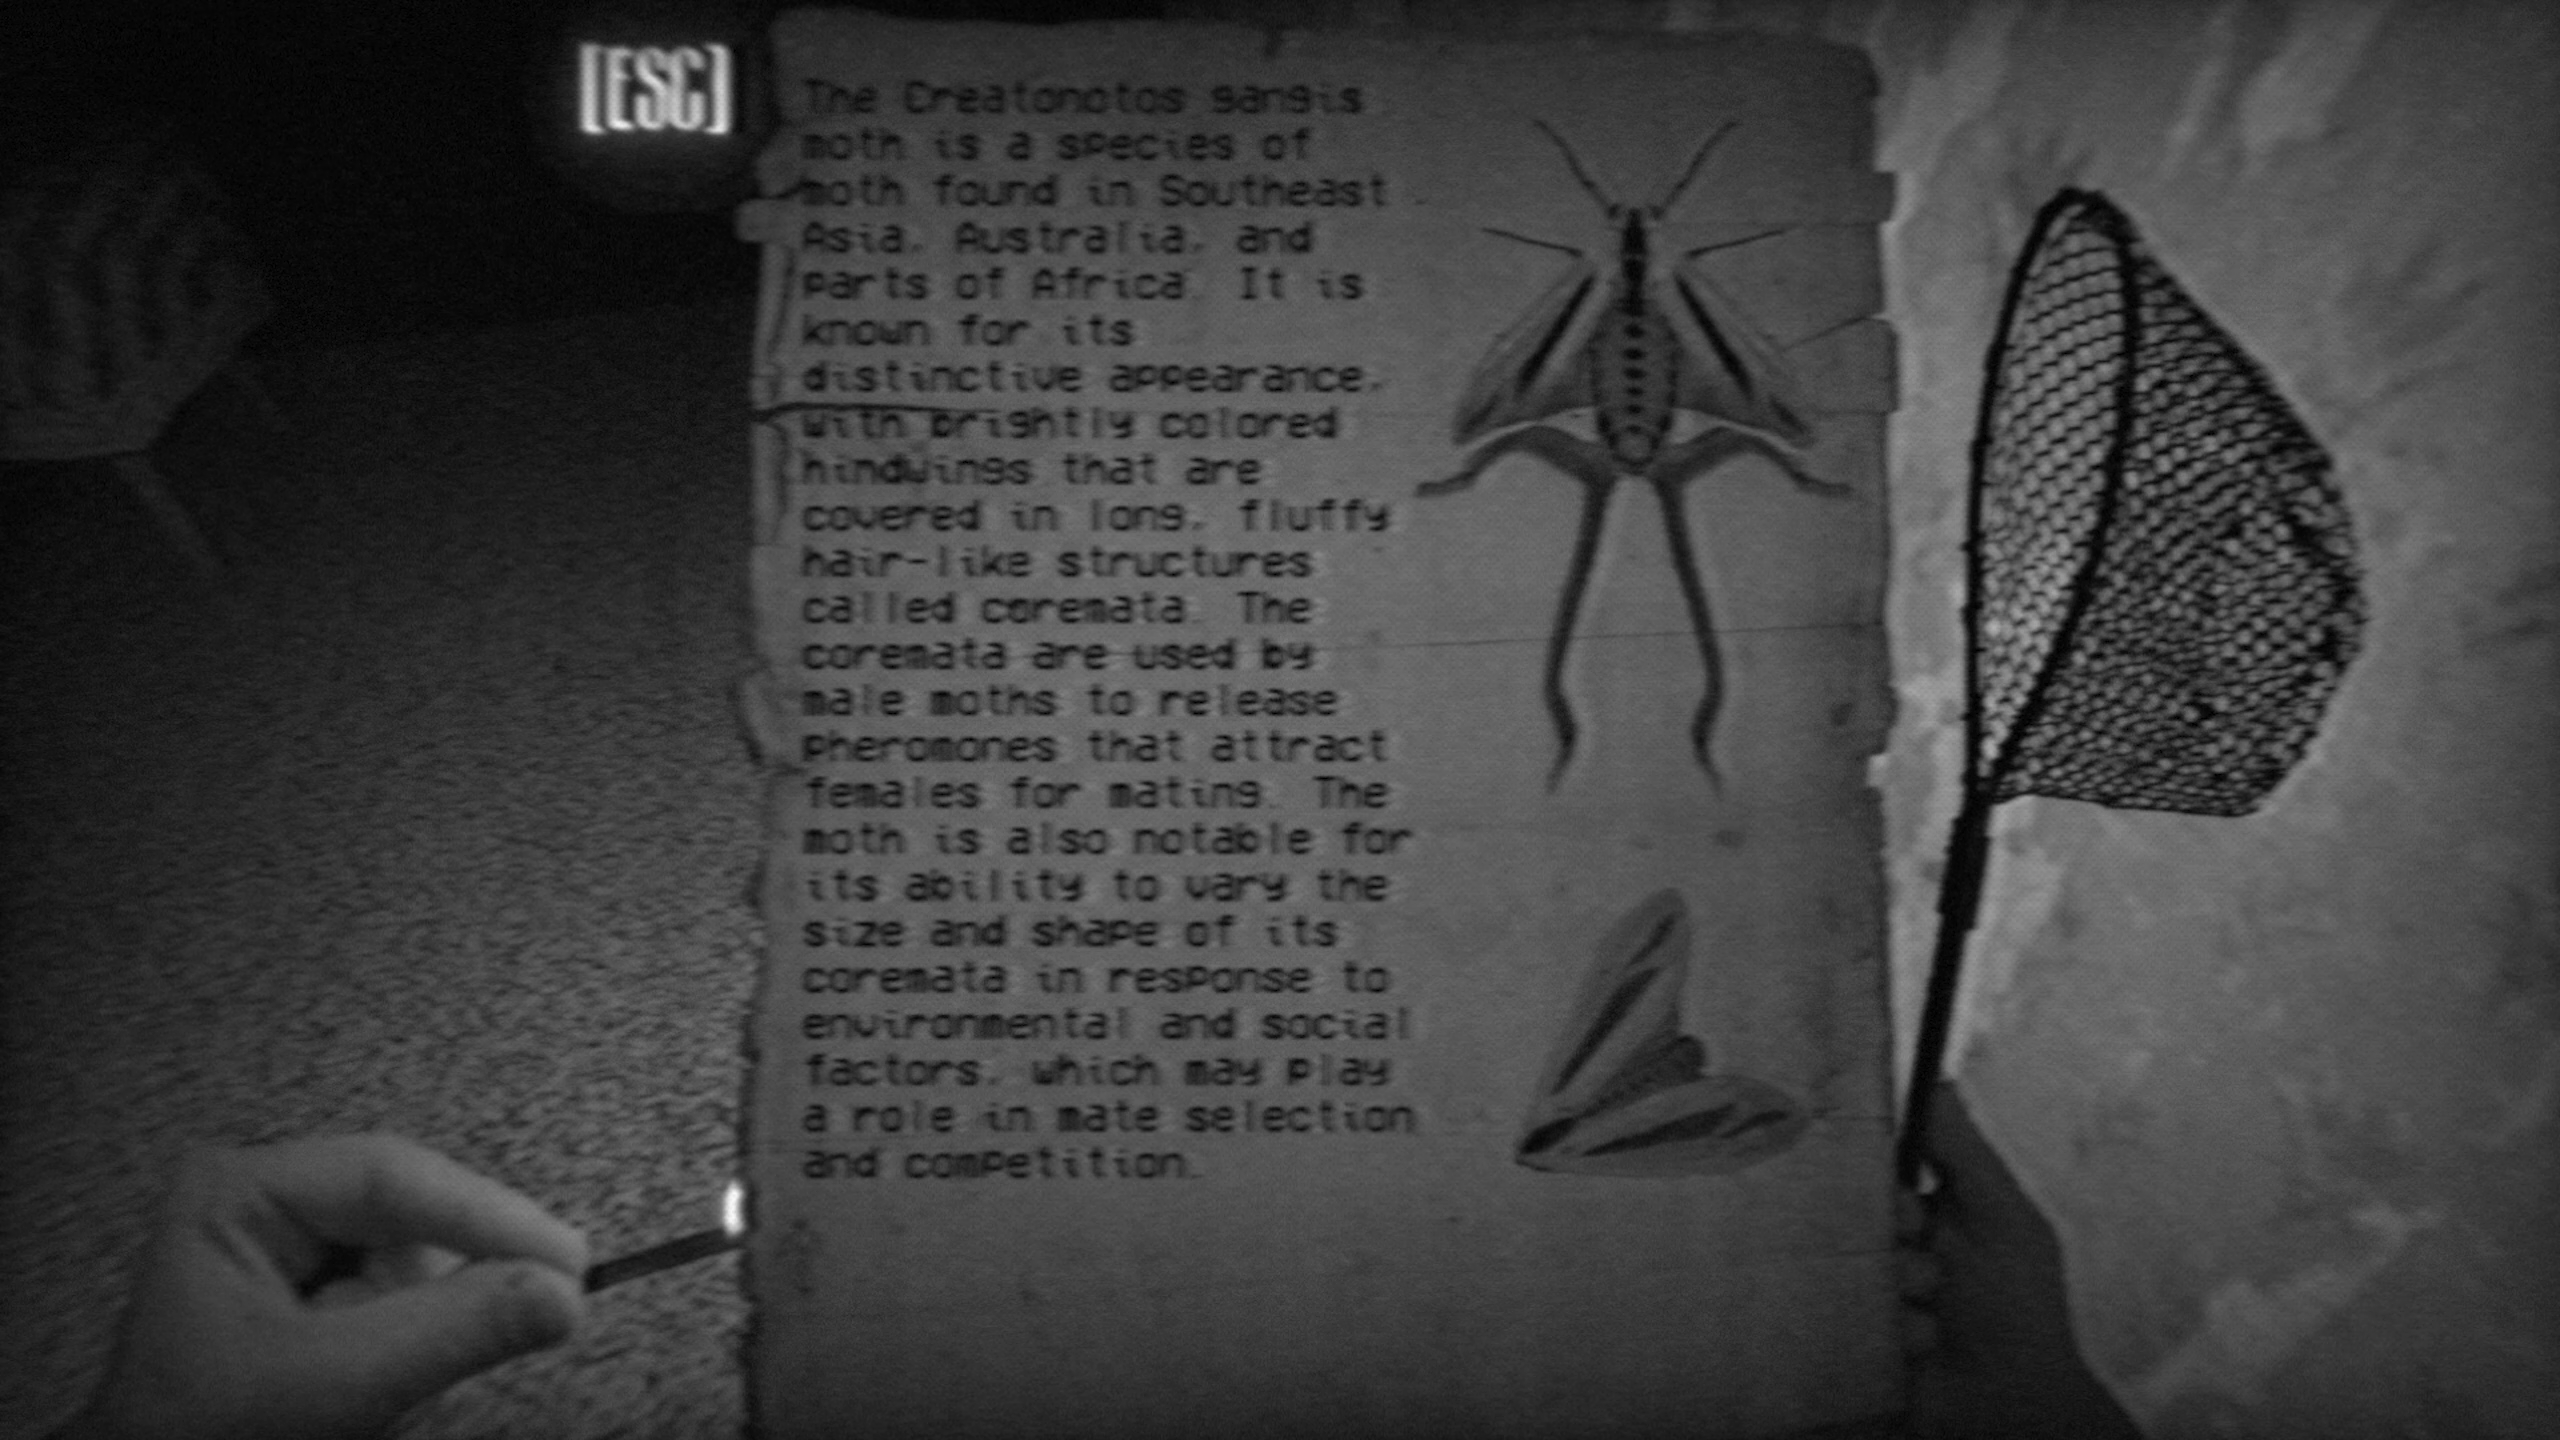 [ESC]
The Creatonotos gangis
moth is a species of
moth found in Southeast
Asia, Australia, and
parts of Africa. It is
known for its
distinctive appearance,
with brightly colored
hindwings that are
covered in long, fluffy
hair-like structures
called coremata. The
coremata are used by
male moths to release
pheromones that attract
females for mating. The
moth is also notable for
its ability to vary the
size and shape of its
coremata in response to
environmental and social
factors, which may play
a role in mate selection
and competition.